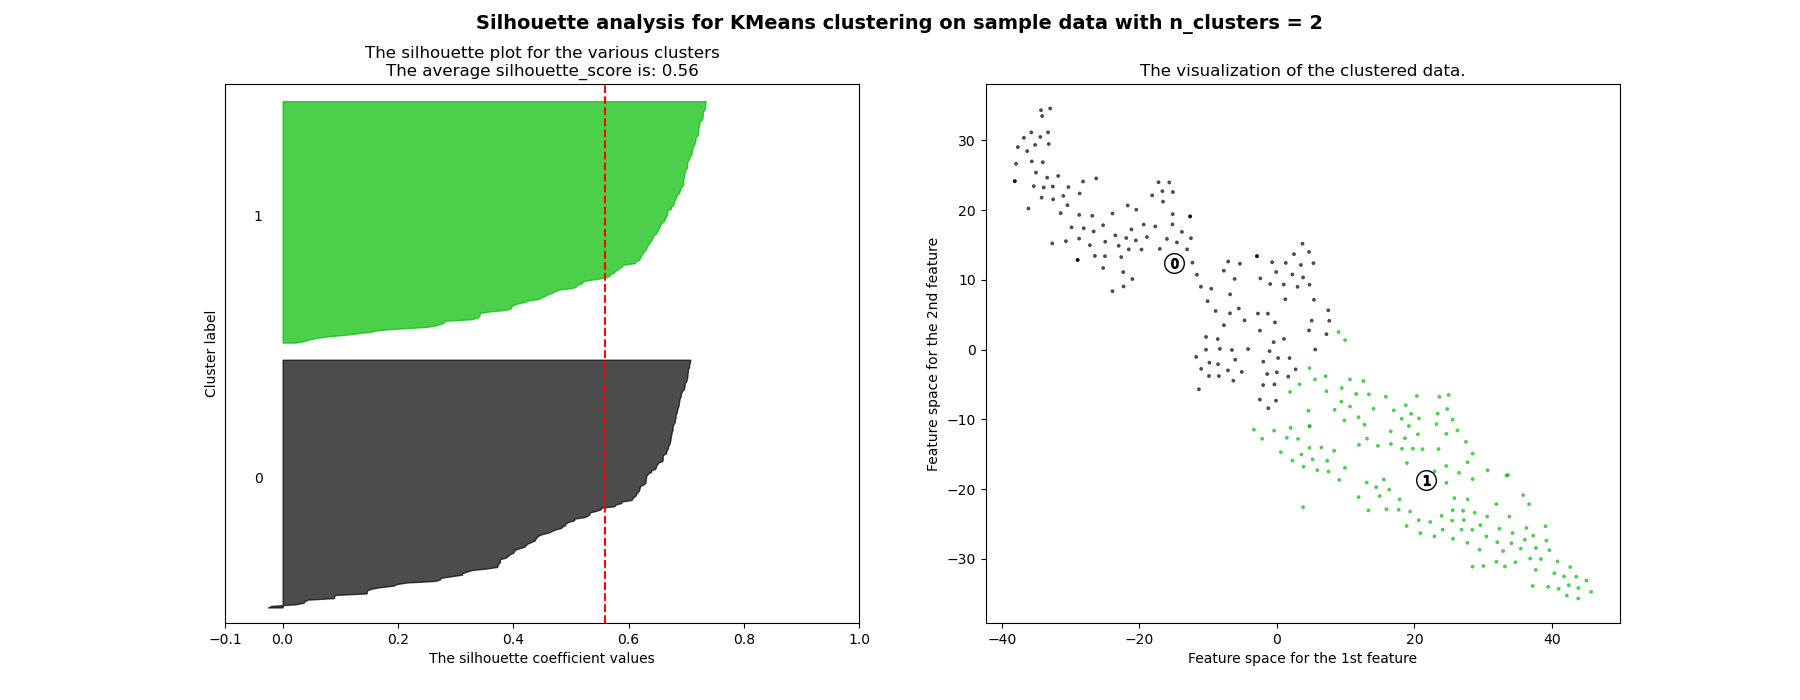 Silhouette analysis for KMeans clustering on sample data with n_clusters = 2
The silhouette plot for the various clusters
The average silhouette_score is: 0.56
1
0
Cluster label
−0.1 0.0 0.2 0.4 0.6 0.8 1.0
The silhouette coefficient values
The visualization of the clustered data.
30
20
10
0
−10
−20
−30
Feature space for the 2nd feature
0
1
−40 −20 0 20 40
Feature space for the 1st feature